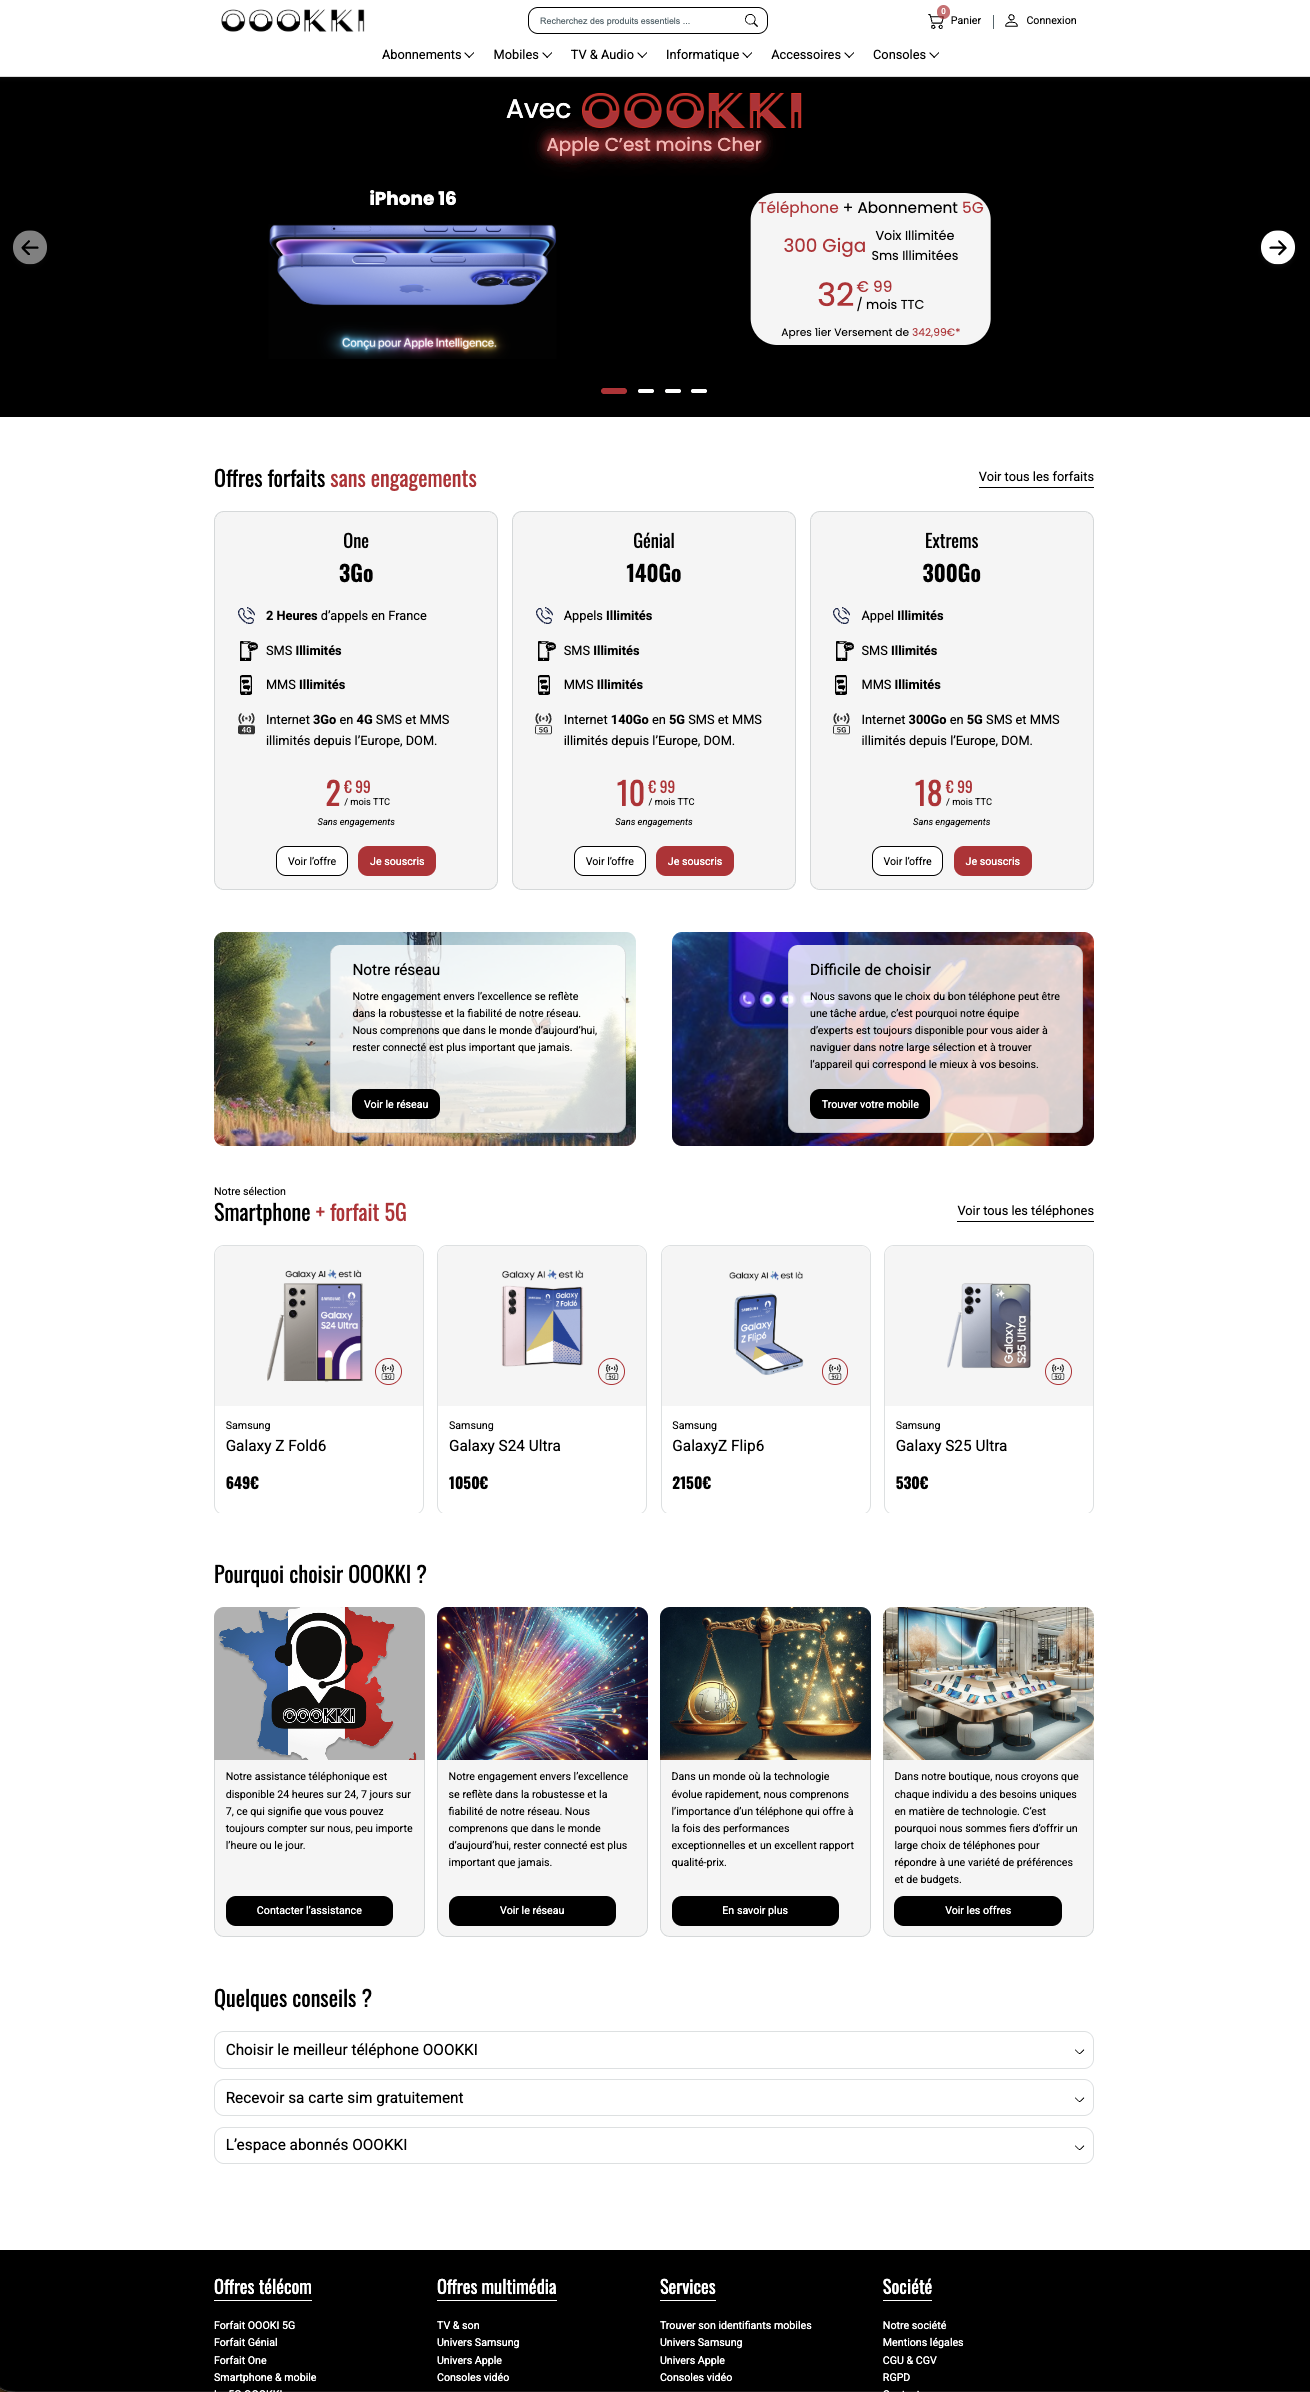 OOOKKI
Recherchez des produits essentiels ...
0
Panier
Connexion
Abonnements
Mobiles
TV & Audio
Informatique
Accessoires
Consoles
Avec OOOKKI
Apple C'est moins Cher
iPhone 16
Conçu pour Apple Intelligence.
Téléphone + Abonnement 5G
300 Giga
Voix Illimitée
Sms Illimitées
32 € 99
/ mois TTC
Apres 1ier Versement de 342,99€*
Offres forfaits sans engagements
Voir tous les forfaits
One
3Go
2 Heures d'appels en France
SMS Illimités
MMS Illimités
4G
Internet 3Go en 4G SMS et MMS
illimités depuis l'Europe, DOM.
2 € 99
/ mois TTC
Sans engagements
Voir l'offre
Je souscris
Génial
140Go
Appels Illimités
SMS Illimités
MMS Illimités
5G
Internet 140Go en 5G SMS et MMS
illimités depuis l'Europe, DOM.
10 € 99
/ mois TTC
Sans engagements
Voir l'offre
Je souscris
Extrems
300Go
Appel Illimités
SMS Illimités
MMS Illimités
5G
Internet 300Go en 5G SMS et MMS
illimités depuis l'Europe, DOM.
18 € 99
/ mois TTC
Sans engagements
Voir l'offre
Je souscris
Notre réseau
Notre engagement envers l'excellence se reflète
dans la robustesse et la fiabilité de notre réseau.
Nous comprenons que dans le monde d'aujourd'hui,
rester connecté est plus important que jamais.
Voir le réseau
Difficile de choisir
Nous savons que le choix du bon téléphone peut être
une tâche ardue, c'est pourquoi notre équipe
d'experts est toujours disponible pour vous aider à
naviguer dans notre large sélection et à trouver
l'appareil qui correspond le mieux à vos besoins.
Trouver votre mobile
Notre sélection
Smartphone + forfait 5G
Voir tous les téléphones
Galaxy AI est là
Galaxy
S24 Ultra
5G
Samsung
Galaxy Z Fold6
649€
Galaxy AI est là
Galaxy
Z Fold6
5G
Samsung
Galaxy S24 Ultra
1050€
Galaxy AI est là
Galaxy
Z Flip6
5G
Samsung
GalaxyZ Flip6
2150€
Galaxy
S25 Ultra
5G
Samsung
Galaxy S25 Ultra
530€
Pourquoi choisir OOOKKI ?
OOOKKI
Notre assistance téléphonique est
disponible 24 heures sur 24, 7 jours sur
7, ce qui signifie que vous pouvez
toujours compter sur nous, peu importe
l'heure ou le jour.
Contacter l'assistance
Notre engagement envers l'excellence
se reflète dans la robustesse et la
fiabilité de notre réseau. Nous
comprenons que dans le monde
d'aujourd'hui, rester connecté est plus
important que jamais.
Voir le réseau
Dans un monde où la technologie
évolue rapidement, nous comprenons
l'importance d'un téléphone qui offre à
la fois des performances
exceptionnelles et un excellent rapport
qualité-prix.
En savoir plus
Dans notre boutique, nous croyons que
chaque individu a des besoins uniques
en matière de technologie. C'est
pourquoi nous sommes fiers d'offrir un
large choix de téléphones pour
répondre à une variété de préférences
et de budgets.
Voir les offres
Quelques conseils ?
Choisir le meilleur téléphone OOOKKI
Recevoir sa carte sim gratuitement
L'espace abonnés OOOKKI
Offres télécom
Forfait OOOKI 5G
Forfait Génial
Forfait One
Smartphone & mobile
Offres multimédia
TV & son
Univers Samsung
Univers Apple
Consoles vidéo
Services
Trouver son identifiants mobiles
Univers Samsung
Univers Apple
Consoles vidéo
Société
Notre société
Mentions légales
CGU & CGV
RGPD